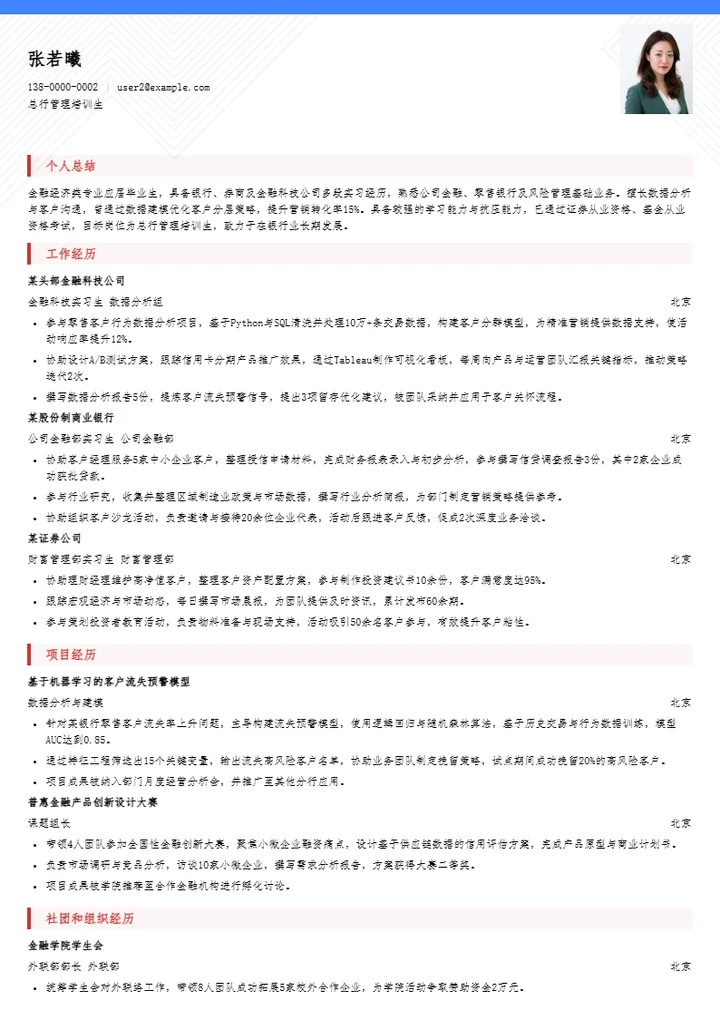 张若曦
138-0000-0002 | user2@example.com
总行管理培训生
个人总结
金融经济类专业应届毕业生，具备银行、券商及金融科技公司多段实习经历，熟悉公司金融、零售银行及风险管理基础业务。擅长数据分析
与客户沟通，曾通过数据建模优化客户分层策略，提升营销转化率15%。具备较强的学习能力与抗压能力，已通过证券从业资格、基金从业
资格考试，目标岗位为总行管理培训生，致力于在银行业长期发展。
工作经历
某头部金融科技公司
金融科技实习生 数据分析组 北京
• 参与零售客户行为数据分析项目，基于Python与SQL清洗并处理10万+条交易数据，构建客户分群模型，为精准营销提供数据支持，使活
动响应率提升12%。
• 协助设计A/B测试方案，跟踪信用卡分期产品推广效果，通过Tableau制作可视化看板，每周向产品与运营团队汇报关键指标，推动策略
迭代2次。
• 撰写数据分析报告5份，提炼客户流失预警信号，提出3项留存优化建议，被团队采纳并应用于客户关怀流程。
某股份制商业银行
公司金融部实习生 公司金融部 北京
• 协助客户经理服务5家中小企业客户，整理授信申请材料，完成财务报表录入与初步分析，参与撰写信贷调查报告3份，其中2家企业成
功获批贷款。
• 参与行业研究，收集并整理区域制造业政策与市场数据，撰写行业分析简报，为部门制定营销策略提供参考。
• 协助组织客户沙龙活动，负责邀请与接待20余位企业代表，活动后跟进客户反馈，促成2次深度业务洽谈。
某证券公司
财富管理部实习生 财富管理部 北京
• 协助理财经理维护高净值客户，整理客户资产配置方案，参与制作投资建议书10余份，客户满意度达95%。
• 跟踪宏观经济与市场动态，每日撰写市场晨报，为团队提供及时资讯，累计发布60余期。
• 参与策划投资者教育活动，负责物料准备与现场支持，活动吸引50余名客户参与，有效提升客户粘性。
项目经历
基于机器学习的客户流失预警模型
数据分析与建模 北京
• 针对某银行零售客户流失率上升问题，主导构建流失预警模型，使用逻辑回归与随机森林算法，基于历史交易与行为数据训练，模型
AUC达到0.85。
• 通过特征工程筛选出15个关键变量，输出流失高风险客户名单，协助业务团队制定挽留策略，试点期间成功挽留20%的高风险客户。
• 项目成果被纳入部门月度经营分析会，并推广至其他分行应用。
普惠金融产品创新设计大赛
课题组长 北京
• 带领4人团队参加全国性金融创新大赛，聚焦小微企业融资痛点，设计基于供应链数据的信用评估方案，完成产品原型与商业计划书。
• 负责市场调研与竞品分析，访谈10家小微企业，撰写需求分析报告，方案获得大赛二等奖。
• 项目成果被学院推荐至合作金融机构进行孵化讨论。
社团和组织经历
金融学院学生会
外联部部长 外联部 北京
• 统筹学生会对外联络工作，带领8人团队成功拓展5家校外合作企业，为学院活动争取赞助资金2万元。